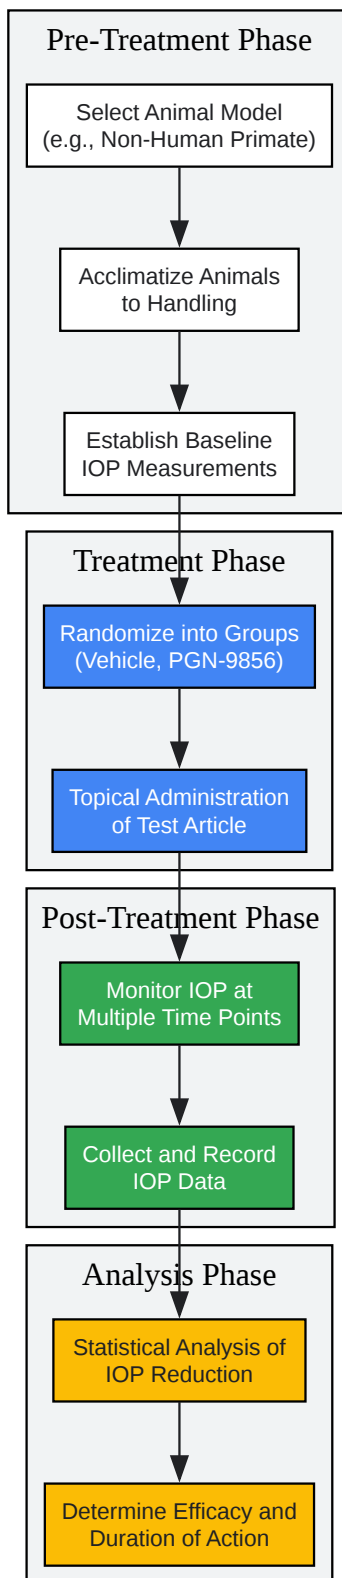 Pre-Treatment Phase
Select Animal Model
(e.g., Non-Human Primate)
Acclimatize Animals
to Handling
Establish Baseline
IOP Measurements
Treatment Phase
Randomize into Groups
(Vehicle, PGN-9856)
Topical Administration
of Test Article
Post-Treatment Phase
Monitor IOP at
Multiple Time Points
Collect and Record
IOP Data
Analysis Phase
Statistical Analysis of
IOP Reduction
Determine Efficacy and
Duration of Action